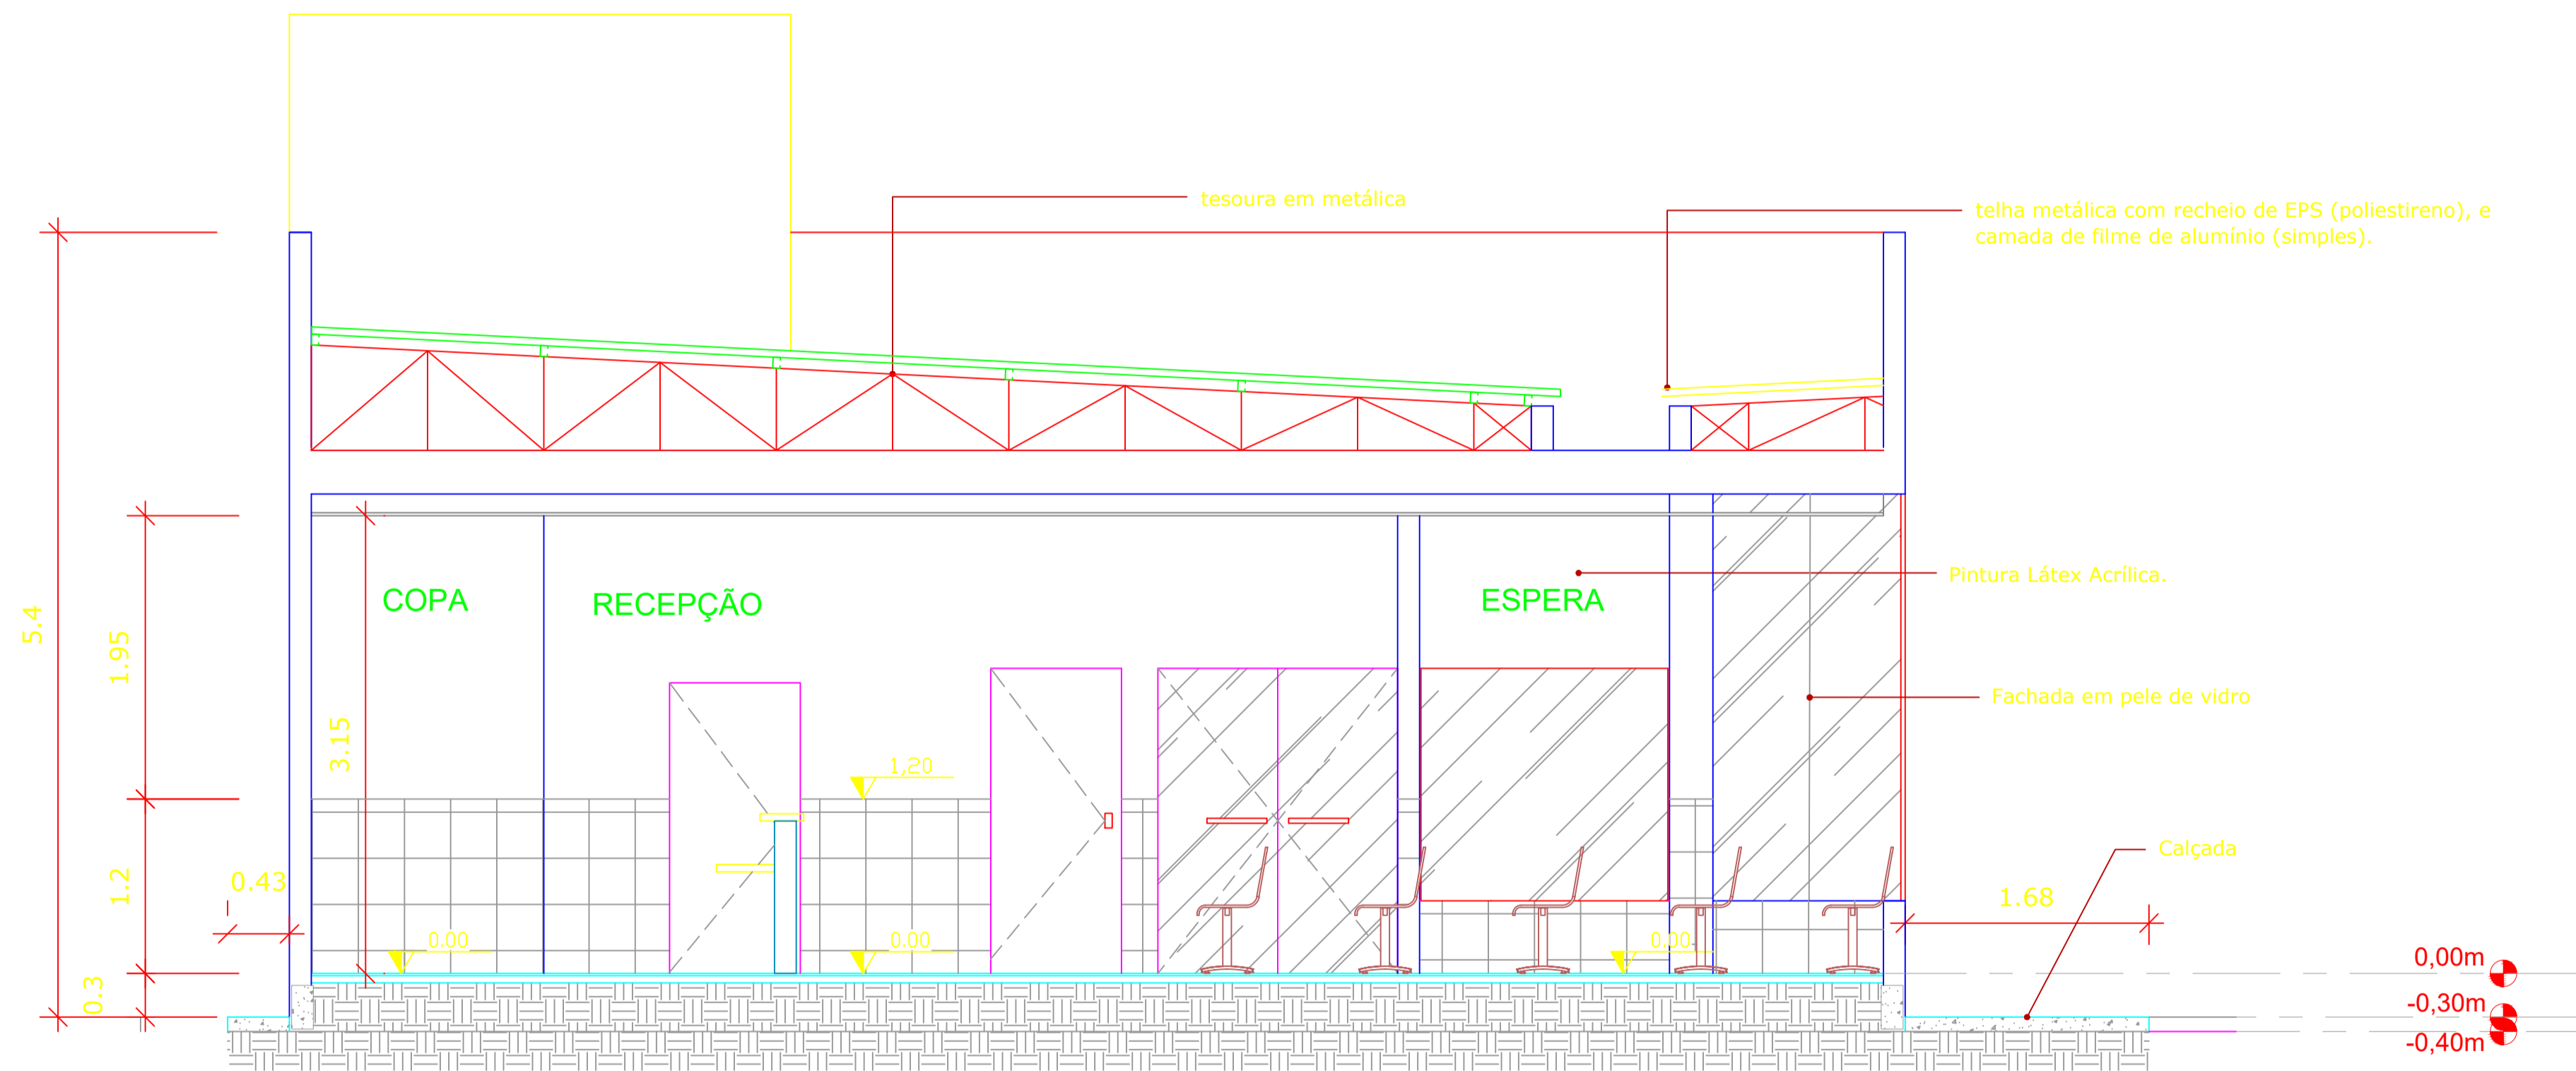 tesoura em metálica
telha metálica com recheio de EPS (poliestireno), e
camada de filme de alumínio (simples).
COPA
RECEPÇÃO
ESPERA
Pintura Látex Acrílica.
5.4
1.95
3.15
Fachada em pele de vidro
1,20
Calçada
0.43
1.2
1.68
0.00
0.00
0.00
0,00m
0.3
-0,30m
-0,40m